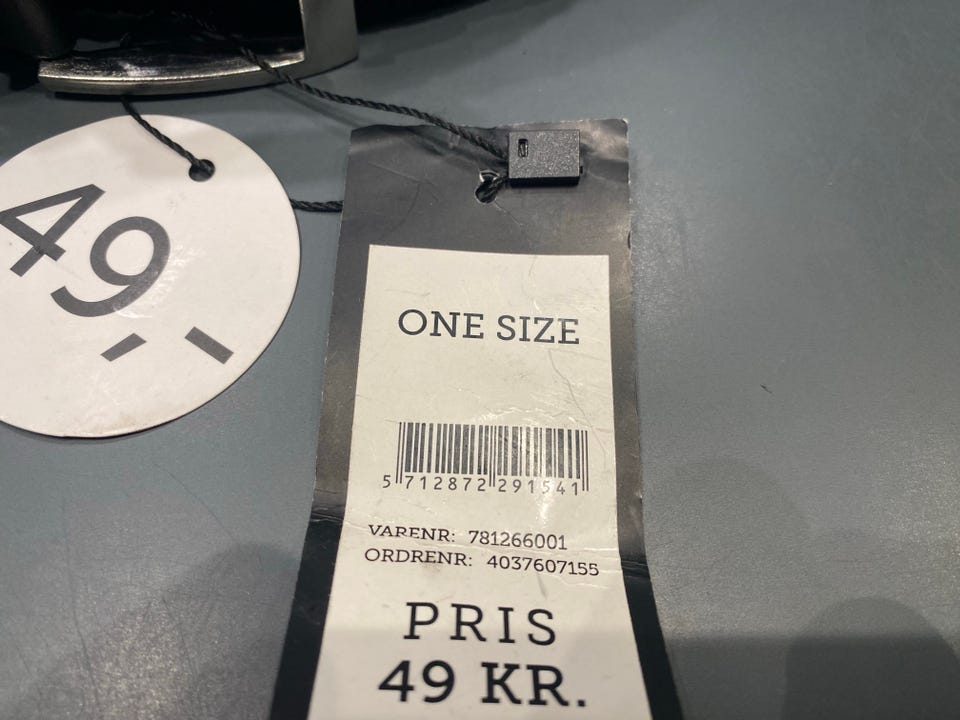 49,-
ONE SIZE
5 712872 291541
VARENR: 781266001
ORDRENR: 4037607155
PRIS
49 KR.